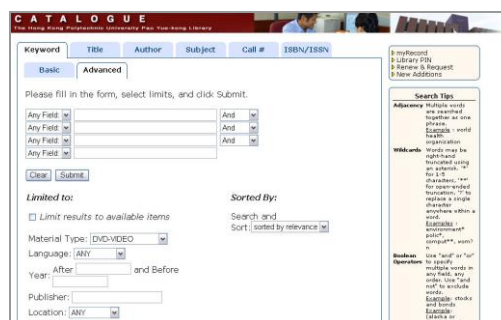 CATALOGUE
The Hong Kong Polytechnic University Pao Yue-kong Library
Keyword Title Author Subject Call # ISBN/ISSN
Basic Advanced
Please fill in the form, select limits, and click Submit.
Any Field: And
Any Field: And
Any Field: And
Any Field:
Clear Submit
Limited to: Sorted By:
Limit results to available items
Search and
Sort: sorted by relevance
Material Type: DVD-VIDEO
Language: ANY
Year: After and Before
Publisher:
Location: ANY
myRecord
Library PIN
Renew & Request
New Additions
Search Tips
Adjacency Multiple words
are searched
together as one
phrase.
Example : world
health
organization
Wildcards Words may be
right-hand
truncated using
an asterisk. '*'
for 1-5
characters, '**'
for open-ended
truncation, '?' to
replace a single
character
anywhere within a
word.
Examples :
environment*
polic*,
comput**, wom?
n
Boolean Operators Use "and" or "or"
to specify
multiple words in
any field, any
order. Use "and
not" to exclude
words.
Example: stocks
and bonds
Example:
(alaska or